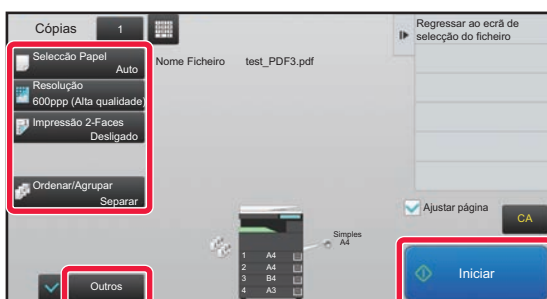 Cópias
1
Regressar ao ecrã de
selecção do ficheiro
Selecção Papel
Auto
Nome Ficheiro test_PDF3.pdf
Resolução
600ppp (Alta qualidade)
Impressão 2-Faces
Desligado
Ordenar/Agrupar
Separar
Ajustar página
CA
Simples
A4
1 A4
2 A4
3 B4
4 A3
Outros
Iniciar